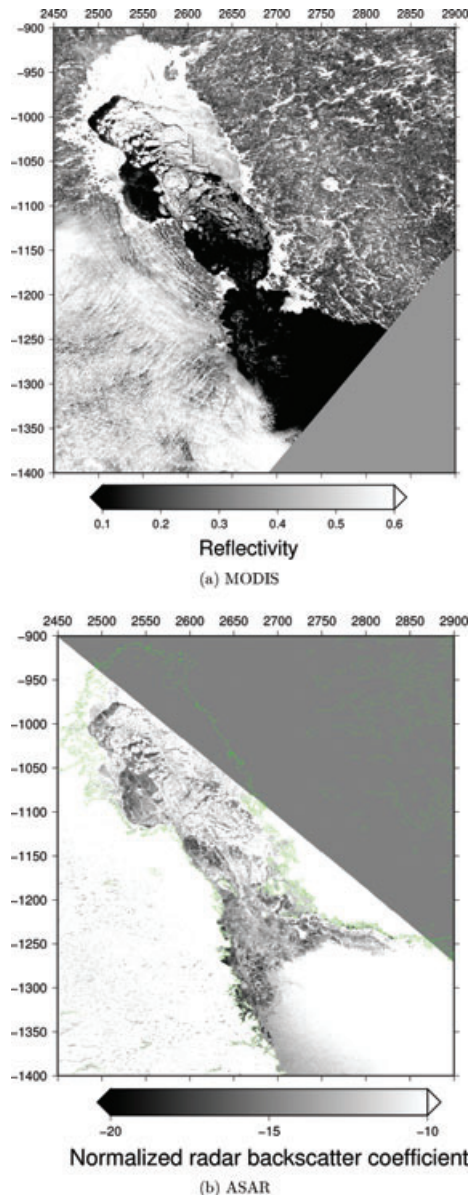 2450 2500 2550 2600 2650 2700 2750 2800 2850 2900
−900
−950
−1000
−1050
−1100
−1150
−1200
−1250
−1300
−1350
−1400
0.1 0.2 0.3 0.4 0.5 0.6
Reflectivity
(a) MODIS
2450 2500 2550 2600 2650 2700 2750 2800 2850 2900
−900
−950
−1000
−1050
−1100
−1150
−1200
−1250
−1300
−1350
−1400
−20 −15 −10
Normalized radar backscatter coefficient
(b) ASAR